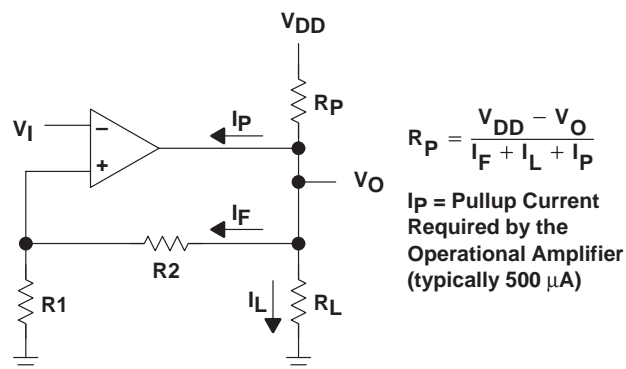 VDD
RP
IP
VI
−
+
VO
IF
R2
R1
IL
RL
RP = VDD − VO / IF + IL + IP
IP = Pullup Current
Required by the
Operational Amplifier
(typically 500 μA)